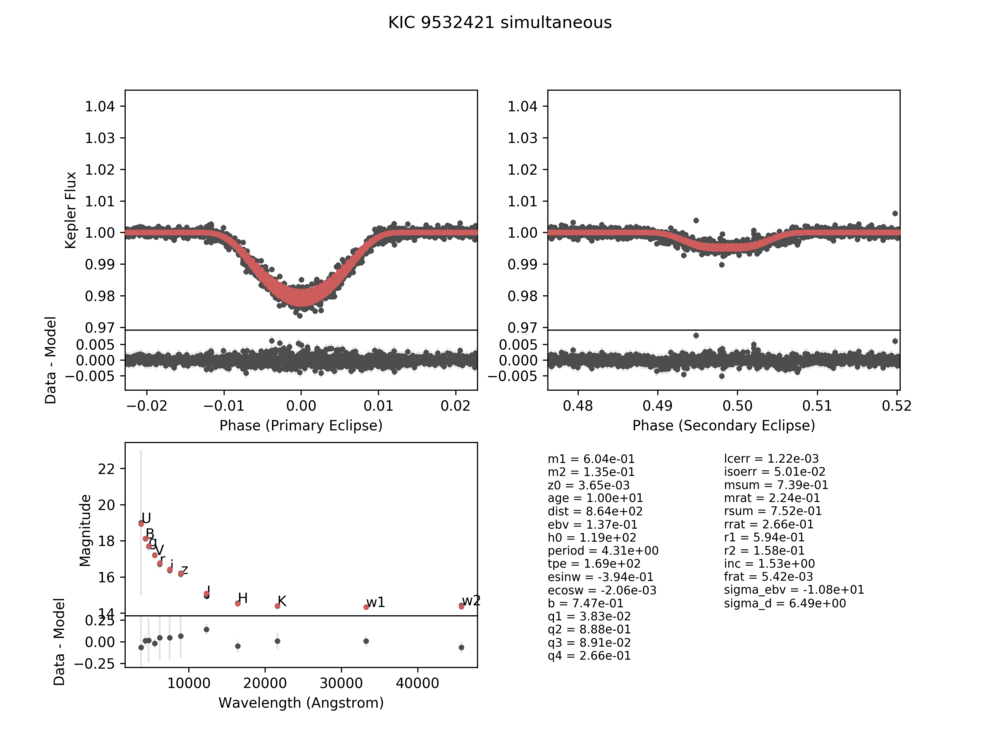 KIC 9532421 simultaneous
Kepler Flux
1.04
1.03
1.02
1.01
1.00
0.99
0.98
0.97
Data - Model
0.005
0.000
−0.005
−0.02 −0.01 0.00 0.01 0.02
Phase (Primary Eclipse)
1.04
1.03
1.02
1.01
1.00
0.99
0.98
0.97
0.005
0.000
−0.005
0.48 0.49 0.50 0.51 0.52
Phase (Secondary Eclipse)
Magnitude
22
20
18
16
14
U
B
g
V
r
i
z
J
H
K
w1
w2
Data - Model
0.25
0.00
−0.25
10000 20000 30000 40000
Wavelength (Angstrom)
m1 = 6.04e-01
m2 = 1.35e-01
z0 = 3.65e-03
age = 1.00e+01
dist = 8.64e+02
ebv = 1.37e-01
h0 = 1.19e+02
period = 4.31e+00
tpe = 1.69e+02
esinw = -3.94e-01
ecosw = -2.06e-03
b = 7.47e-01
q1 = 3.83e-02
q2 = 8.88e-01
q3 = 8.91e-02
q4 = 2.66e-01
lcerr = 1.22e-03
isoerr = 5.01e-02
msum = 7.39e-01
mrat = 2.24e-01
rsum = 7.52e-01
rrat = 2.66e-01
r1 = 5.94e-01
r2 = 1.58e-01
inc = 1.53e+00
frat = 5.42e-03
sigma_ebv = -1.08e+01
sigma_d = 6.49e+00